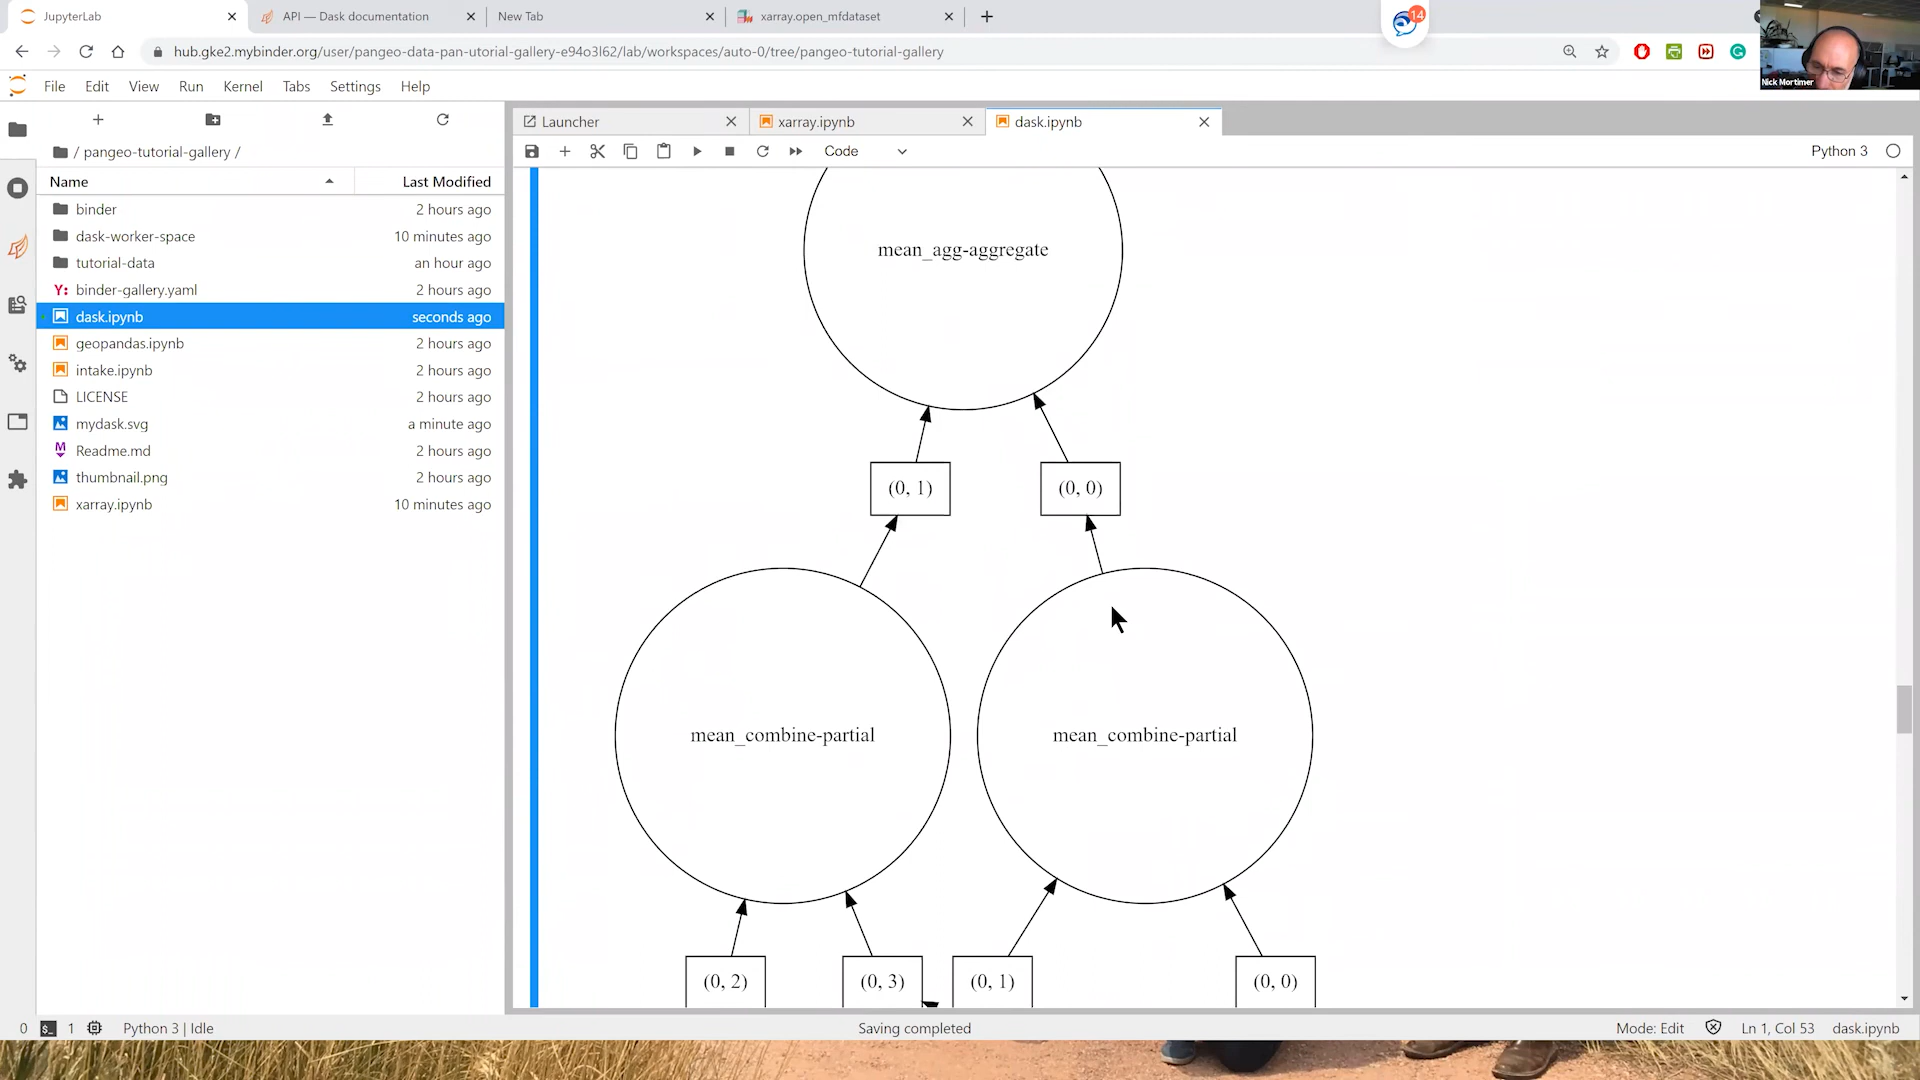 JupyterLab
API — Dask documentation
New Tab
xarray.open_mfdataset
14
hub.gke2.mybinder.org/user/pangeo-data-pan-utorial-gallery-e94o3l62/lab/workspaces/auto-0/tree/pangeo-tutorial-gallery
Nick Mortimer
File Edit View Run Kernel Tabs Settings Help
Launcher
xarray.ipynb
dask.ipynb
/ pangeo-tutorial-gallery /
Code
Python 3
Name Last Modified
binder 2 hours ago
dask-worker-space 10 minutes ago
tutorial-data an hour ago
Y: binder-gallery.yaml 2 hours ago
dask.ipynb seconds ago
geopandas.ipynb 2 hours ago
intake.ipynb 2 hours ago
LICENSE 2 hours ago
mydask.svg a minute ago
M Readme.md 2 hours ago
thumbnail.png 2 hours ago
xarray.ipynb 10 minutes ago
mean_agg-aggregate
(0, 1) (0, 0)
mean_combine-partial mean_combine-partial
(0, 2) (0, 3) (0, 1) (0, 0)
0 $_ 1 Python 3 | Idle Saving completed Mode: Edit Ln 1, Col 53 dask.ipynb